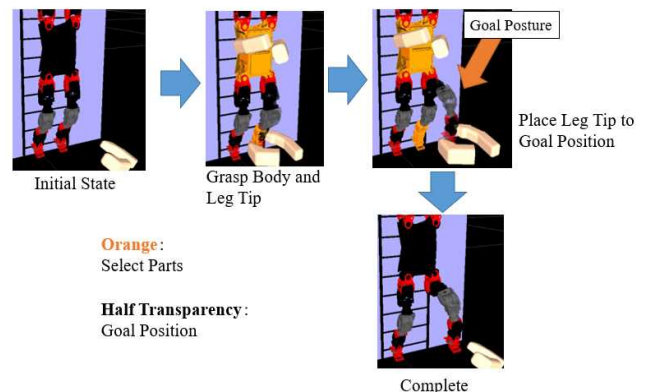 Goal Posture
Place Leg Tip to
Goal Position
Initial State
Grasp Body and
Leg Tip
Orange:
Select Parts
Half Transparency:
Goal Position
Complete